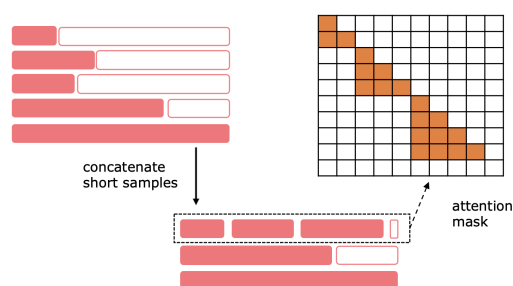 concatenate
short samples
attention
mask